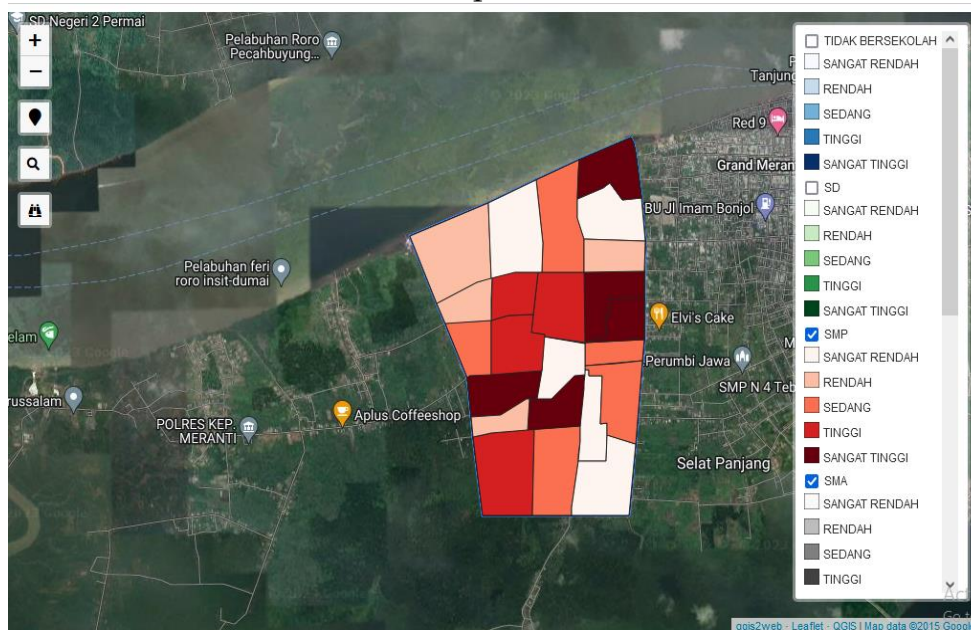 SD Negeri 2 Permai
+
−
Pelabuhan Roro
Pecahbuyung...
Tanjung
Red 9
Grand Meran
BU Jl Imam Bonjol
Pelabuhan feri
roro insit-dumai
Elvi's Cake
elam
Perumbi Jawa
SMP N 4 Teb
russalam
POLRES KEP.
MERANTI
Aplus Coffeeshop
Selat Panjang
TIDAK BERSEKOLAH
SANGAT RENDAH
RENDAH
SEDANG
TINGGI
SANGAT TINGGI
SD
SANGAT RENDAH
RENDAH
SEDANG
TINGGI
SANGAT TINGGI
SMP
SANGAT RENDAH
RENDAH
SEDANG
TINGGI
SANGAT TINGGI
SMA
SANGAT RENDAH
RENDAH
SEDANG
TINGGI
qgis2web · Leaflet · QGIS | Map data ©2015 Google